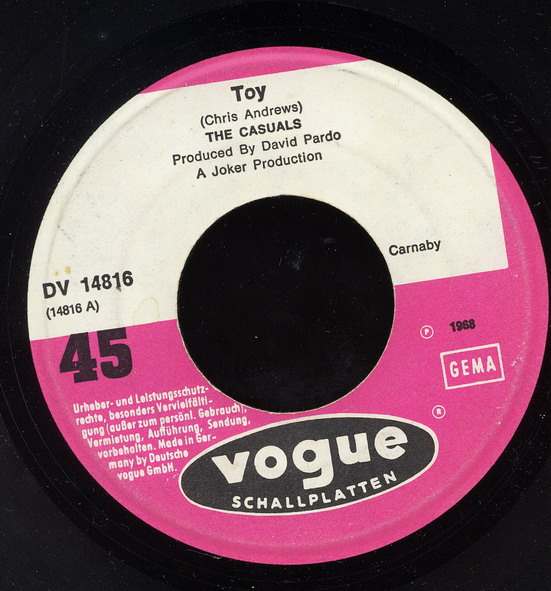 Toy
(Chris Andrews)
THE CASUALS
Produced By David Pardo
A Joker Production
Carnaby
DV 14816
(14816 A)
45
℗ 1968
GEMA
Urheber- und Leistungsschutz-
rechte, besonders Vervielfälti-
gung (außer zum persönl. Gebrauch),
Vermietung, Aufführung, Sendung,
vorbehalten. Made in Ger-
many by Deutsche
vogue GmbH.
®
vogue
SCHALLPLATTEN